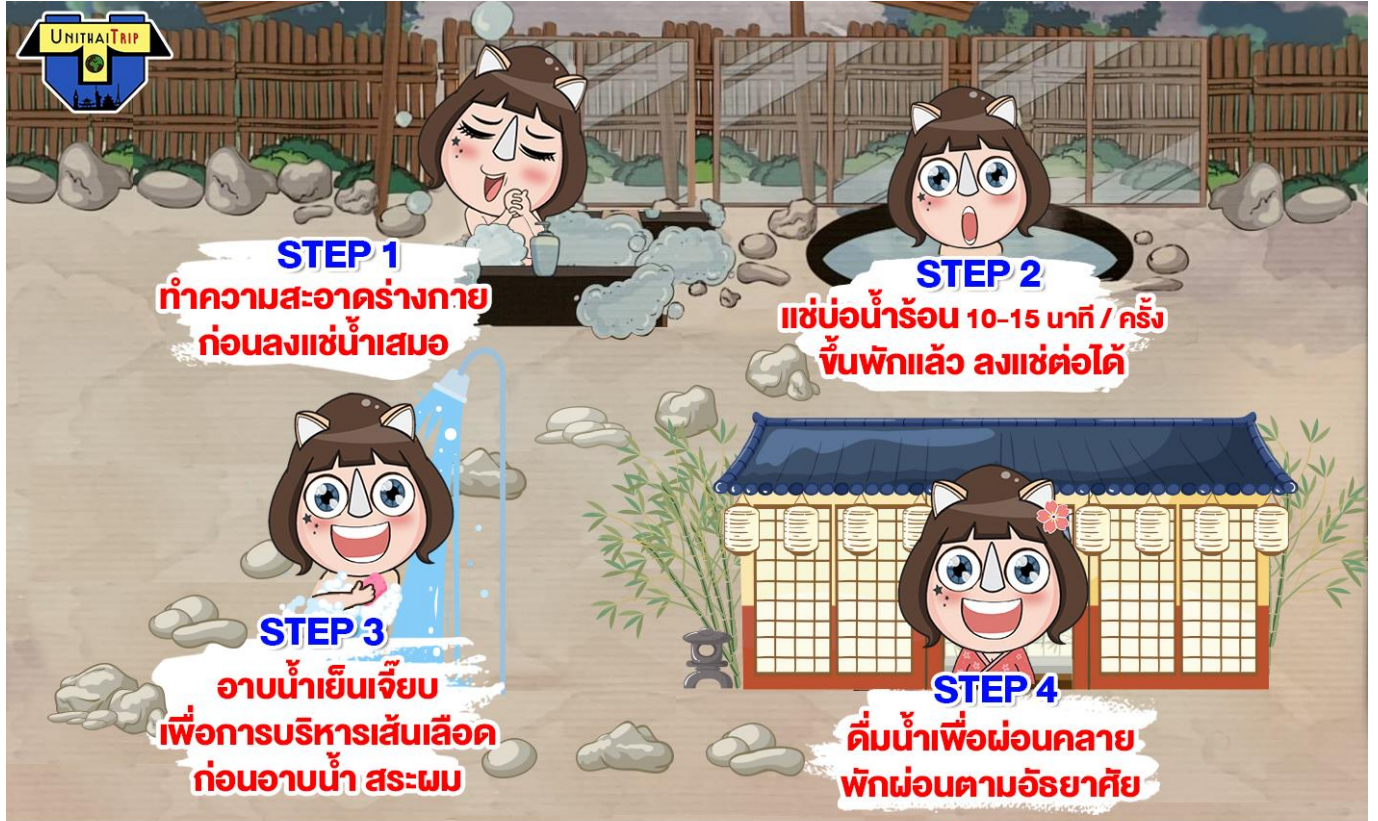 UNITHAITRIP
STEP 1
ทำความสะอาดร่างกาย
ก่อนลงแช่น้ำเสมอ
STEP 2
แช่บ่อน้ำร้อน 10-15 นาที / ครั้ง
ขึ้นพักแล้ว ลงแช่ต่อได้
STEP 3
อาบน้ำเย็นเจี๊ยบ
เพื่อการบริหารเส้นเลือด
ก่อนอาบน้ำ สระผม
STEP 4
ดื่มน้ำเพื่อผ่อนคลาย
พักผ่อนตามอัธยาศัย